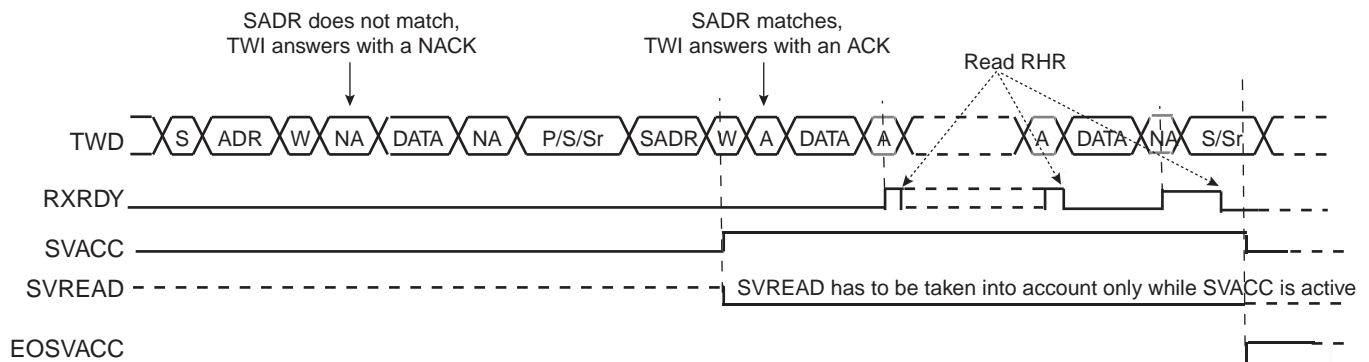 SADR does not match,
TWI answers with a NACK
SADR matches,
TWI answers with an ACK
Read RHR
TWD S ADR W NA DATA NA P/S/Sr SADR W A DATA A A DATA NA S/Sr
RXRDY
SVACC
SVREAD SVREAD has to be taken into account only while SVACC is active
EOSVACC